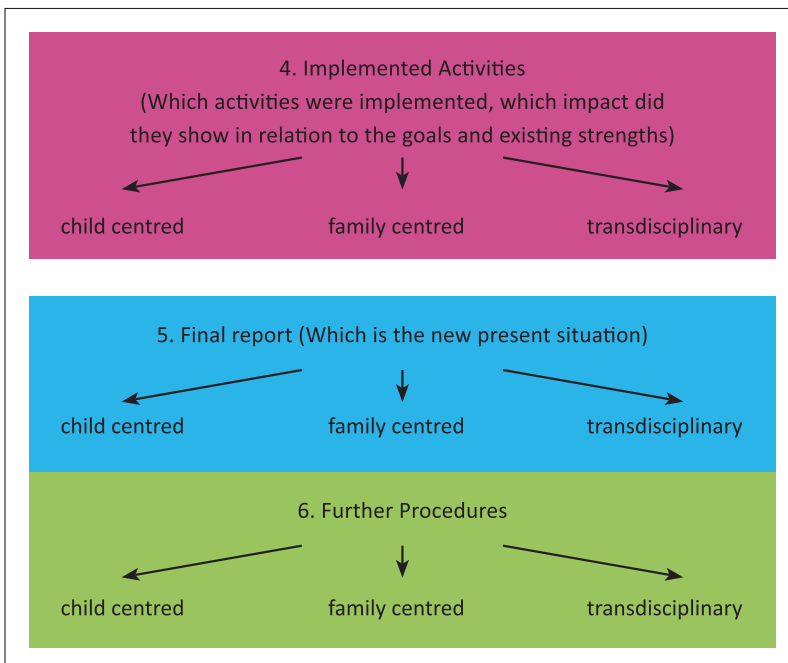 4. Implemented Activities
(Which activities were implemented, which impact did
they show in relation to the goals and existing strengths)
child centred family centred transdisciplinary
5. Final report (Which is the new present situation)
child centred family centred transdisciplinary
6. Further Procedures
child centred family centred transdisciplinary